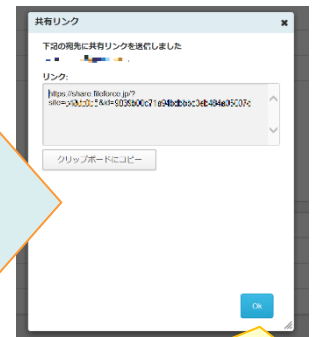 共有リンク
下記の宛先に共有リンクを送信しました
リンク:
https://share.fileforce.jp/?
クリップボードにコピー
Ok